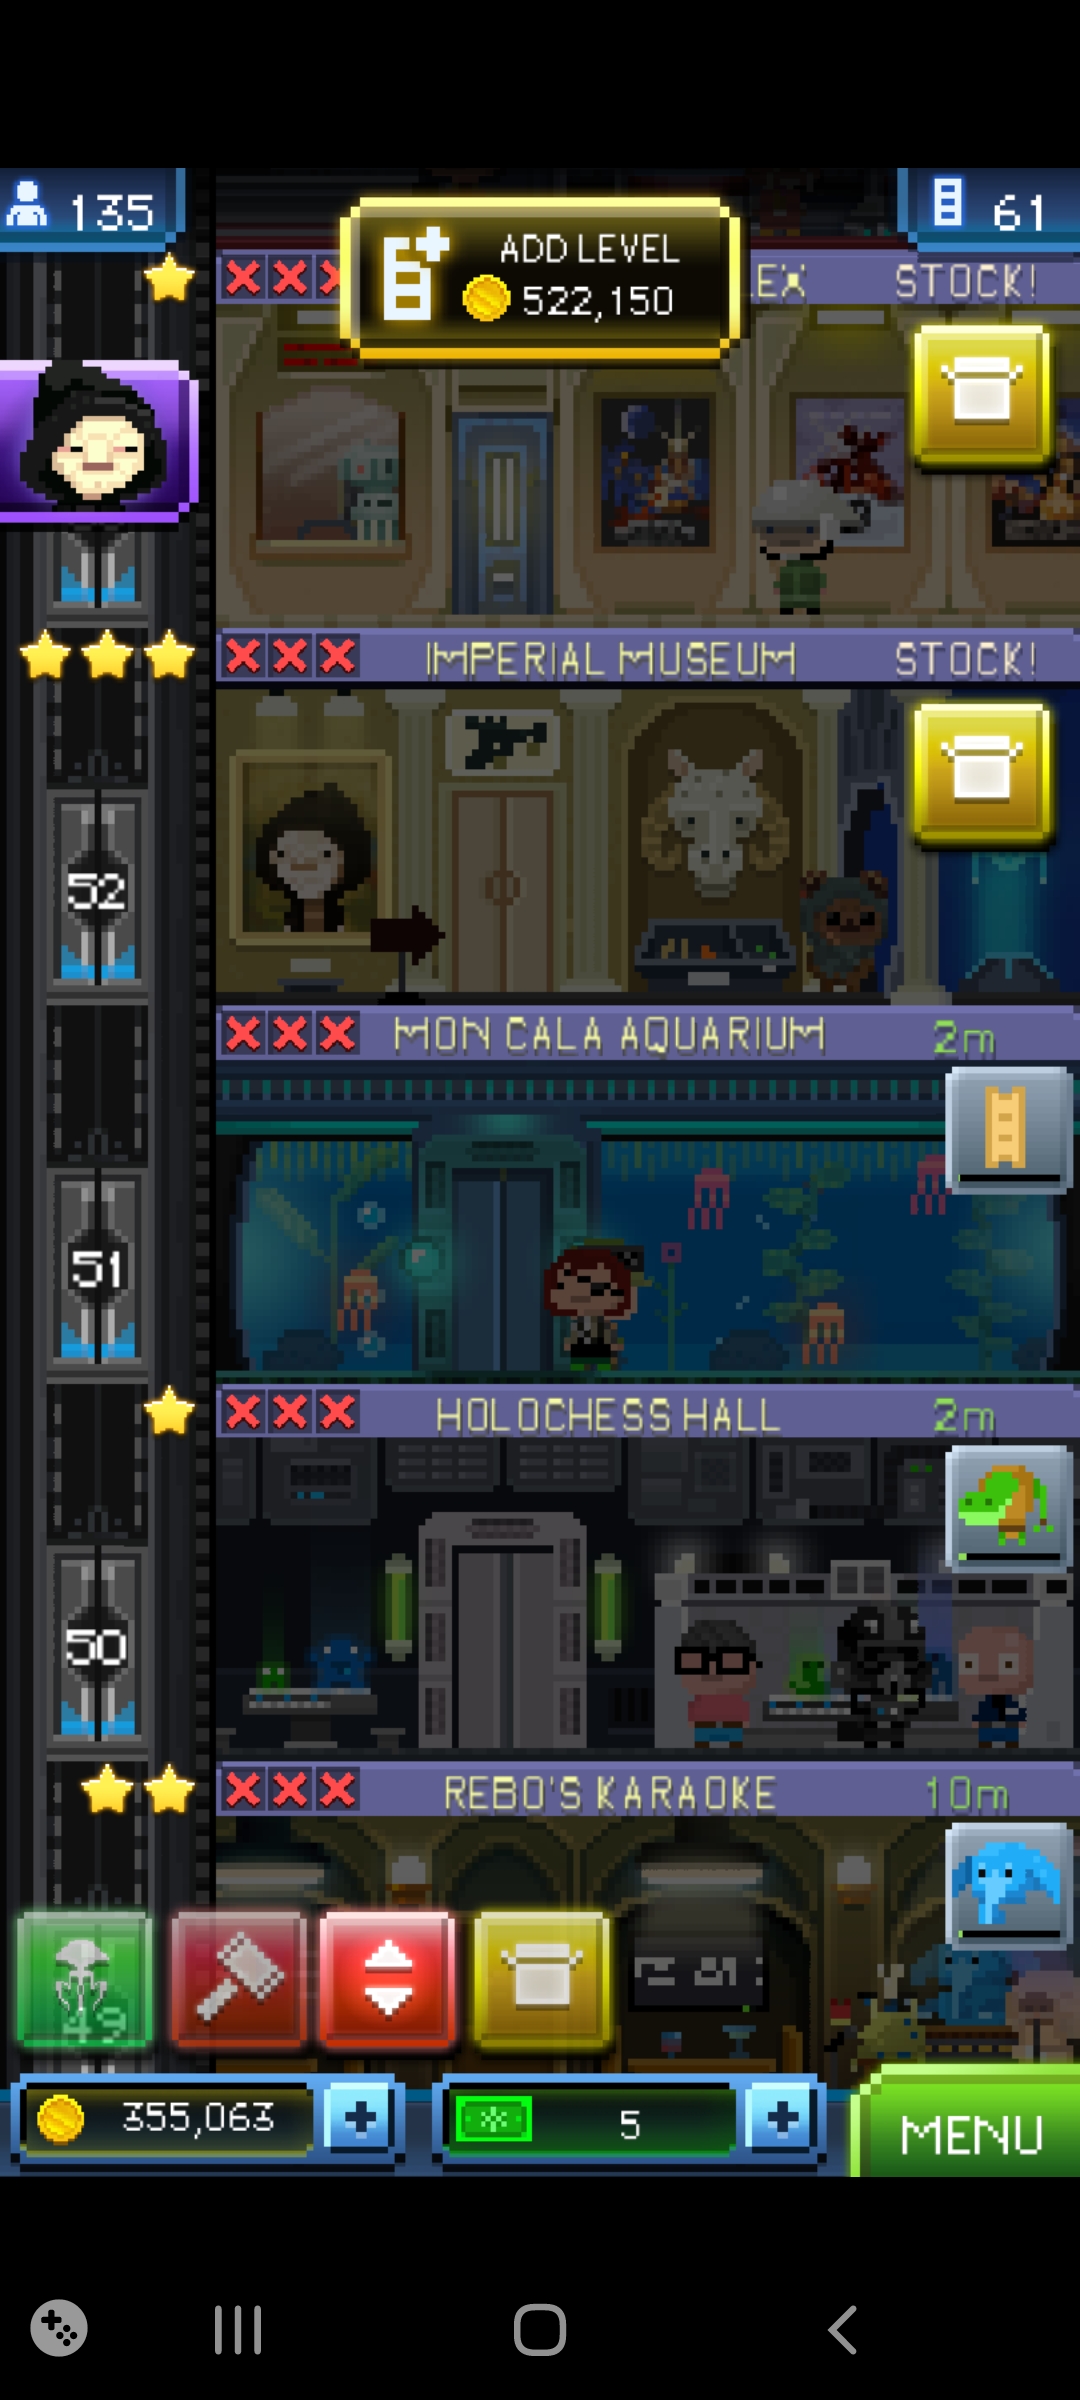 135
61
ADD LEVEL
522,150
LEX STOCK!
IMPERIAL MUSEUM STOCK!
52
MON CALA AQUARIUM 2m
51
HOLOCHESS HALL 2m
50
REBO'S KARAOKE 10m
49
355,063
5
MENU